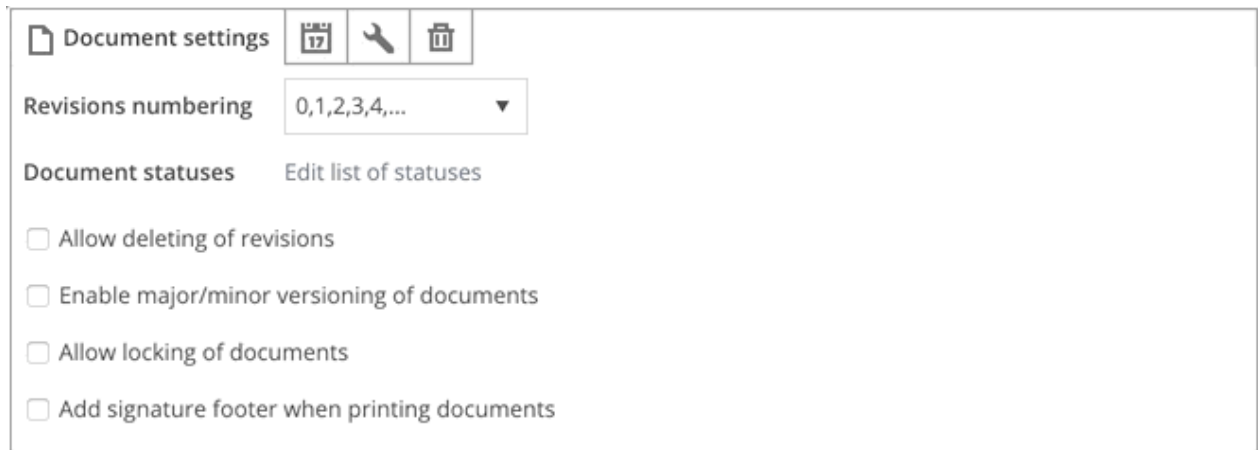 Document settings 17
Revisions numbering 0,1,2,3,4,...
Document statuses Edit list of statuses
Allow deleting of revisions
Enable major/minor versioning of documents
Allow locking of documents
Add signature footer when printing documents